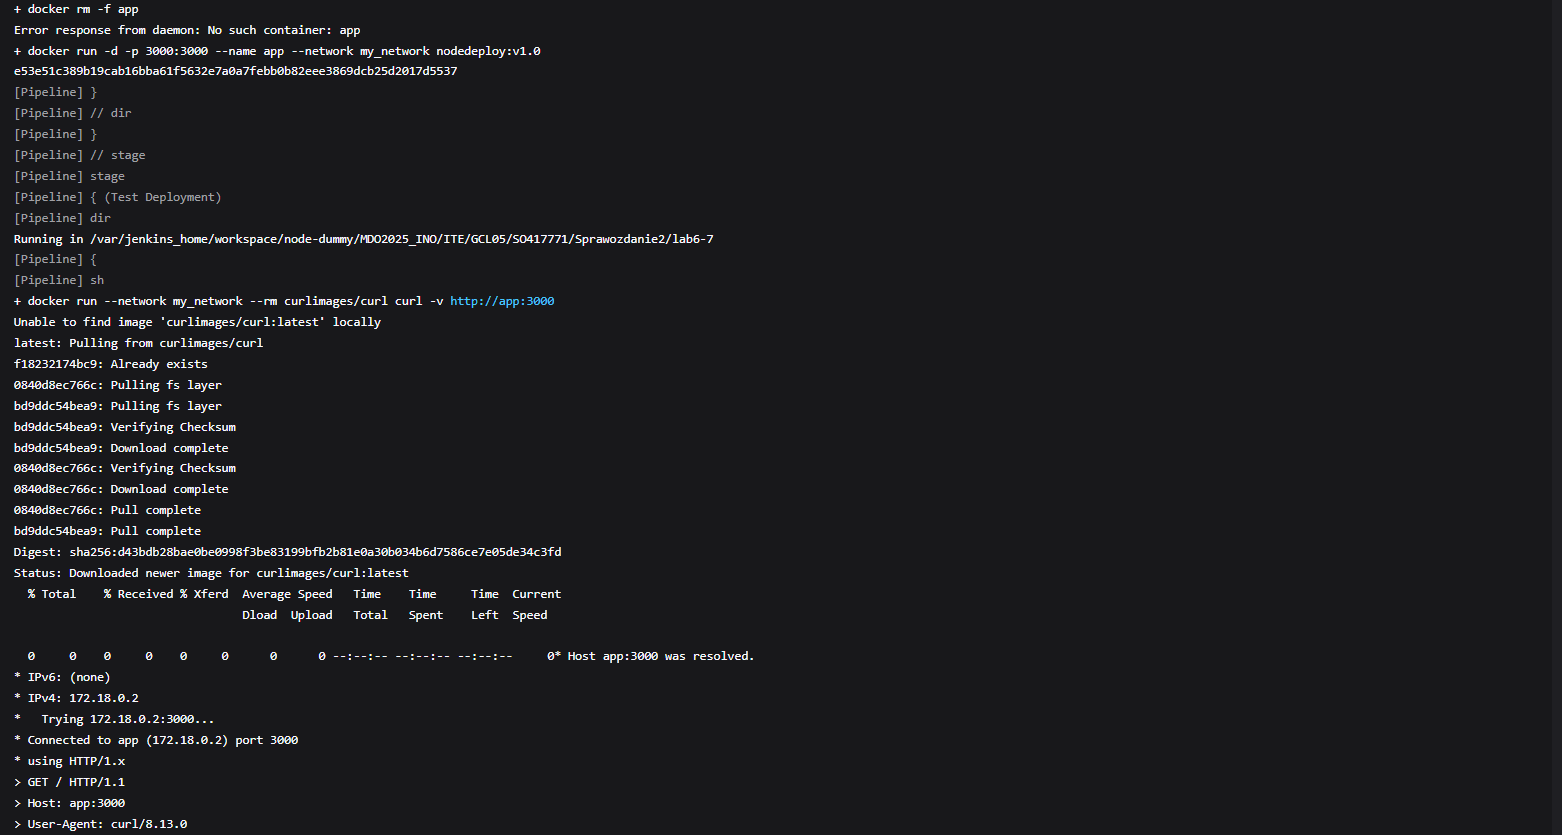 + docker rm -f app
Error response from daemon: No such container: app
+ docker run -d -p 3000:3000 --name app --network my_network nodedeploy:v1.0
e53e51c389b19cab16bba61f5632e7a0a7febb0b82eee3869dcb25d2017d5537
[Pipeline] }
[Pipeline] // dir
[Pipeline] }
[Pipeline] // stage
[Pipeline] stage
[Pipeline] { (Test Deployment)
[Pipeline] dir
Running in /var/jenkins_home/workspace/node-dummy/MDO2025_INO/ITE/GCL05/SO417771/Sprawozdanie2/lab6-7
[Pipeline] {
[Pipeline] sh
+ docker run --network my_network --rm curlimages/curl curl -v http://app:3000
Unable to find image 'curlimages/curl:latest' locally
latest: Pulling from curlimages/curl
f18232174bc9: Already exists
0840d8ec766c: Pulling fs layer
bd9ddc54bea9: Pulling fs layer
bd9ddc54bea9: Verifying Checksum
bd9ddc54bea9: Download complete
0840d8ec766c: Verifying Checksum
0840d8ec766c: Download complete
0840d8ec766c: Pull complete
bd9ddc54bea9: Pull complete
Digest: sha256:d43bdb28bae0be0998f3be83199bfb2b81e0a30b034b6d7586ce7e05de34c3fd
Status: Downloaded newer image for curlimages/curl:latest
  % Total    % Received % Xferd  Average Speed   Time    Time     Time  Current
                                 Dload  Upload   Total   Spent    Left  Speed
  0     0    0     0    0     0      0      0 --:--:-- --:--:-- --:--:--     0* Host app:3000 was resolved.
* IPv6: (none)
* IPv4: 172.18.0.2
*   Trying 172.18.0.2:3000...
* Connected to app (172.18.0.2) port 3000
* using HTTP/1.x
> GET / HTTP/1.1
> Host: app:3000
> User-Agent: curl/8.13.0